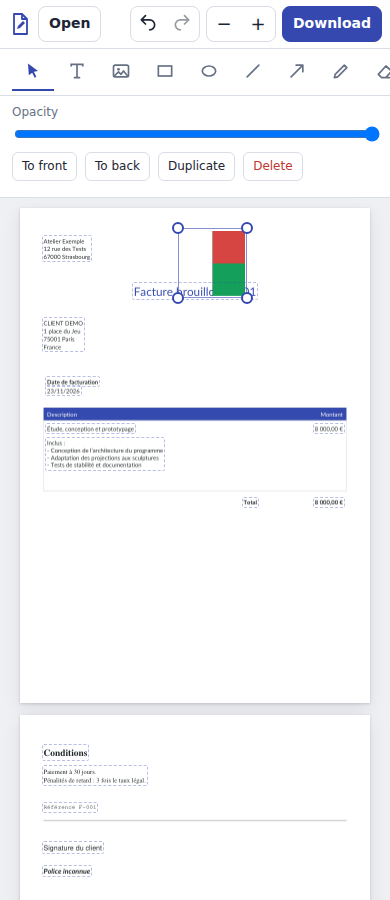 Open
Download
Opacity
To front
To back
Duplicate
Delete
Atelier Exemple
12 rue des Tests
67000 Strasbourg
Facture
CLIENT DEMO
1 place du Jeu
75001 Paris
France
Date de facturation
23/11/2026
Description Montant
Étude, conception et prototypage 8 000,00 €
Inclus :
- Conception de l'architecture du programme
- Adaptation des projections aux sculptures
- Tests de stabilité et documentation
Total 8 000,00 €
Conditions
Paiement à 30 jours.
Pénalités de retard : 3 fois le taux légal.
Référence F-001
Signature du client
Police inconnue